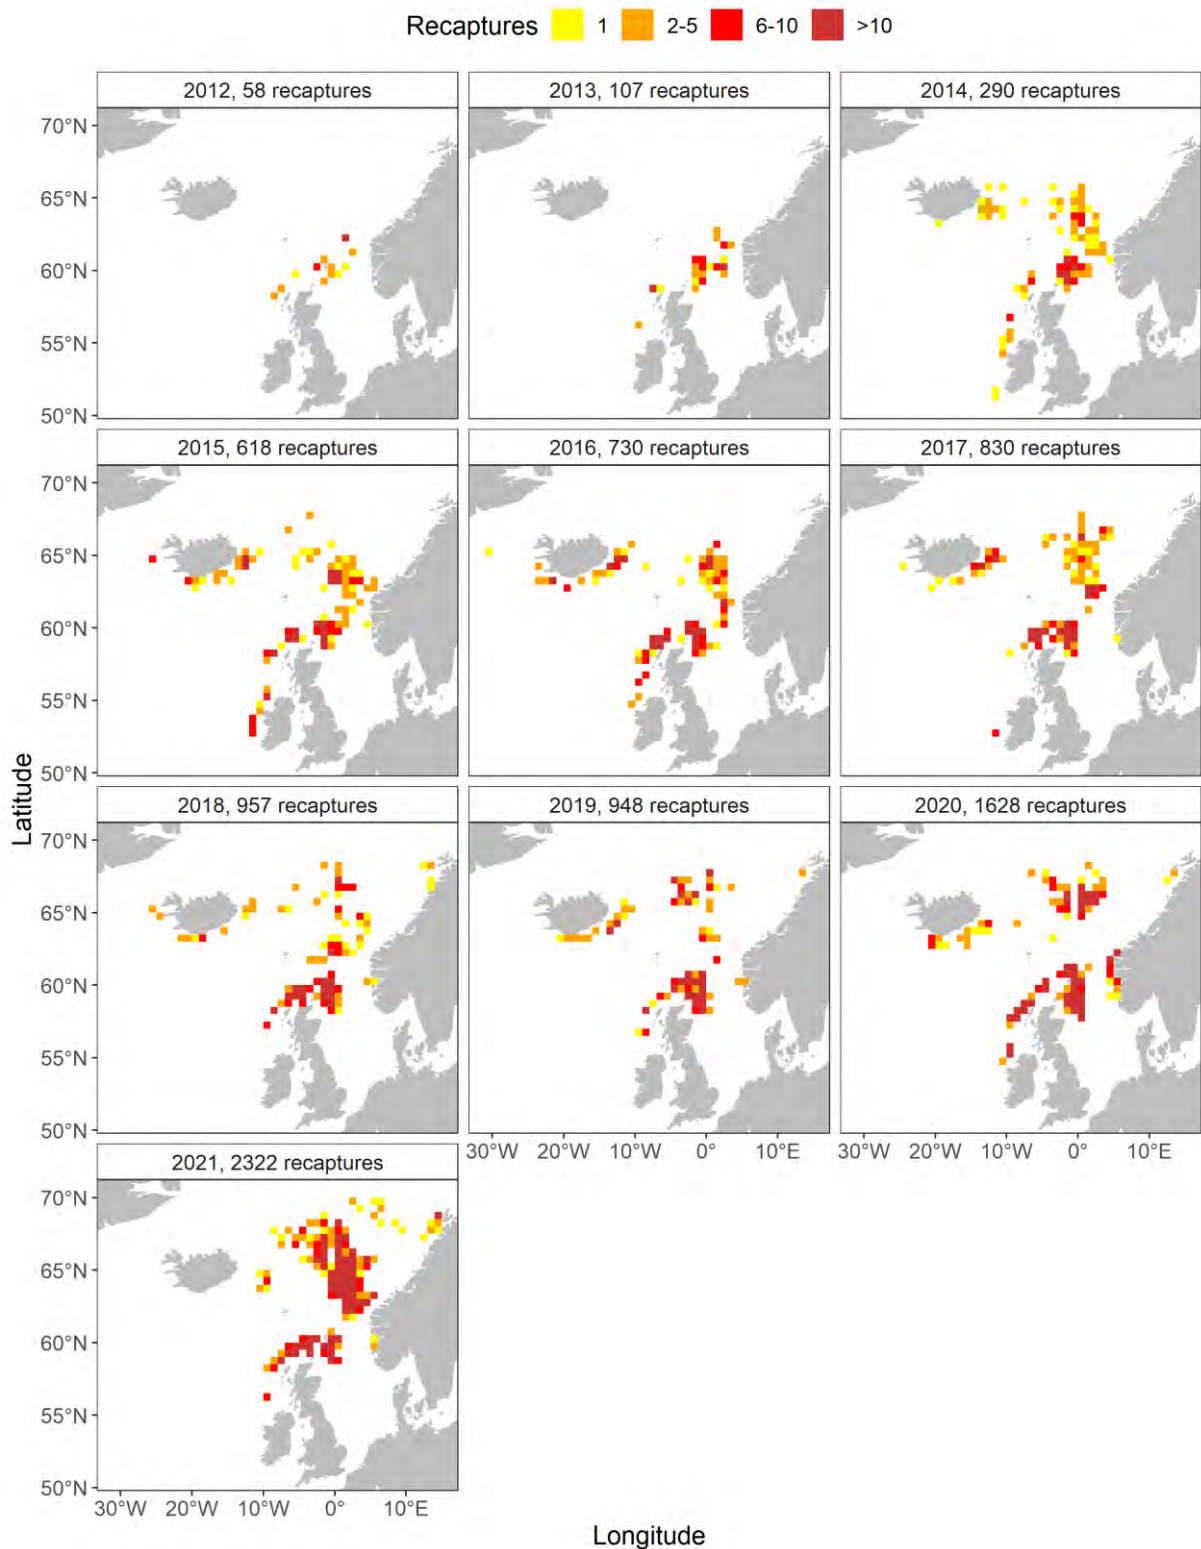 Recaptures 1 2-5 6-10 >10
2012, 58 recaptures
2013, 107 recaptures
2014, 290 recaptures
70°N
65°N
60°N
55°N
50°N
2015, 618 recaptures
2016, 730 recaptures
2017, 830 recaptures
70°N
65°N
60°N
55°N
50°N
Latitude
2018, 957 recaptures
2019, 948 recaptures
2020, 1628 recaptures
70°N
65°N
60°N
55°N
50°N
30°W 20°W 10°W 0° 10°E
30°W 20°W 10°W 0° 10°E
2021, 2322 recaptures
70°N
65°N
60°N
55°N
50°N
30°W 20°W 10°W 0° 10°E
Longitude